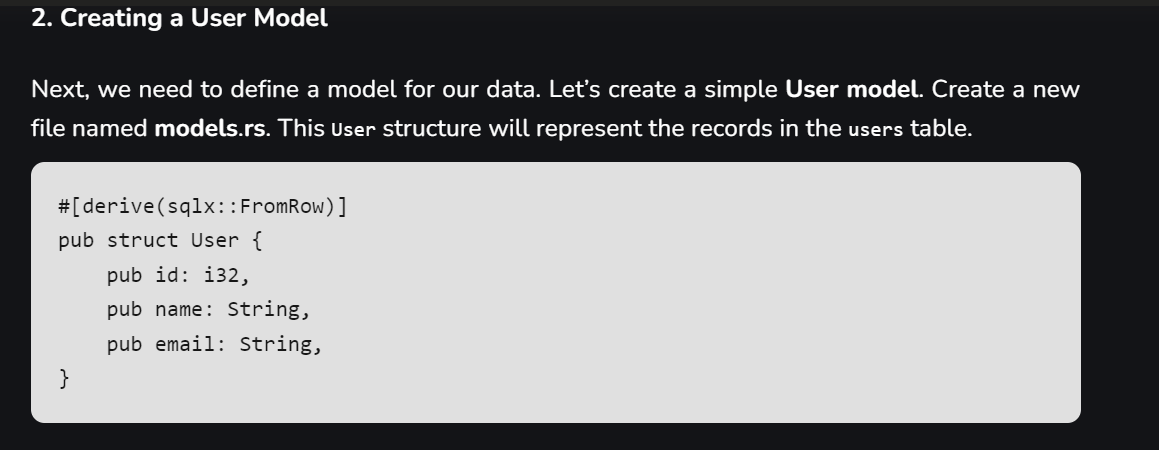 2. Creating a User Model
Next, we need to define a model for our data. Let’s create a simple User model. Create a new
file named models.rs. This User structure will represent the records in the users table.
#[derive(sqlx::FromRow)]
pub struct User {
    pub id: i32,
    pub name: String,
    pub email: String,
}